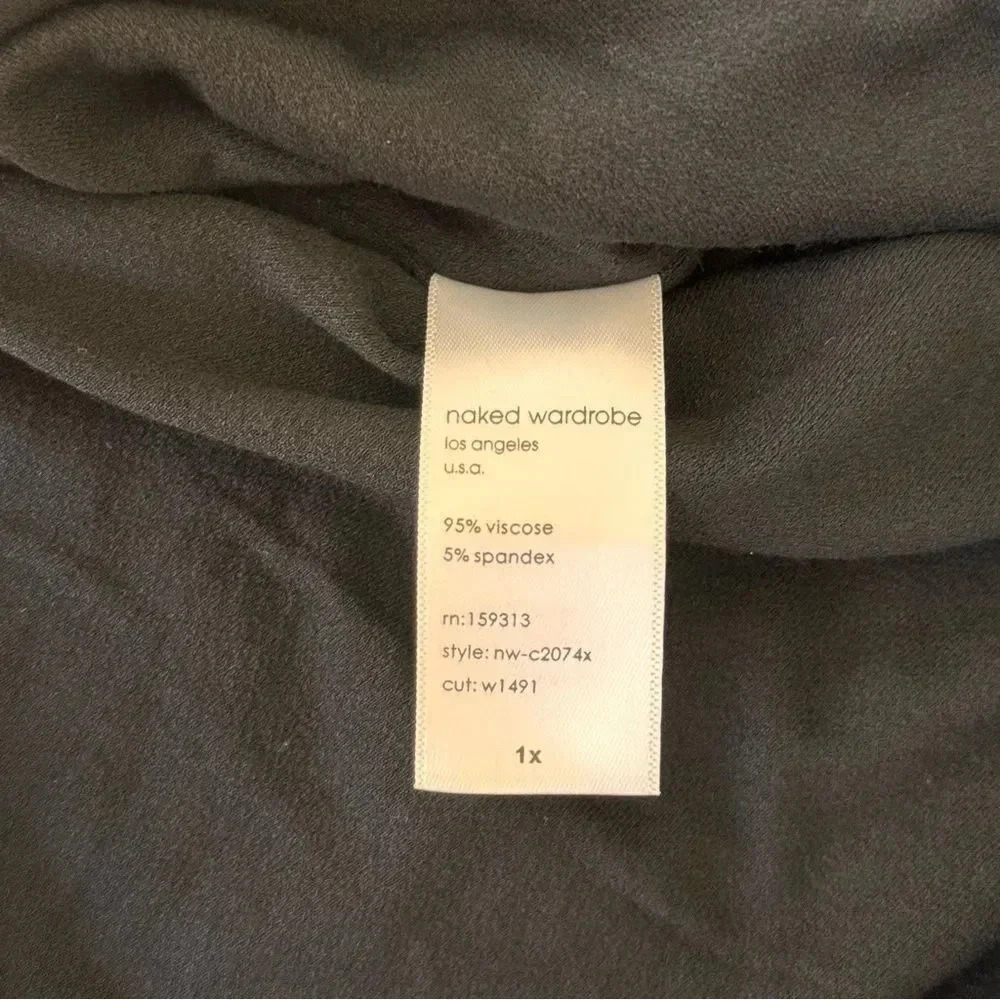 naked wardrobe
los angeles
u.s.a.
95% viscose
5% spandex
rn:159313
style: nw-c2074x
cut: w1491
1x